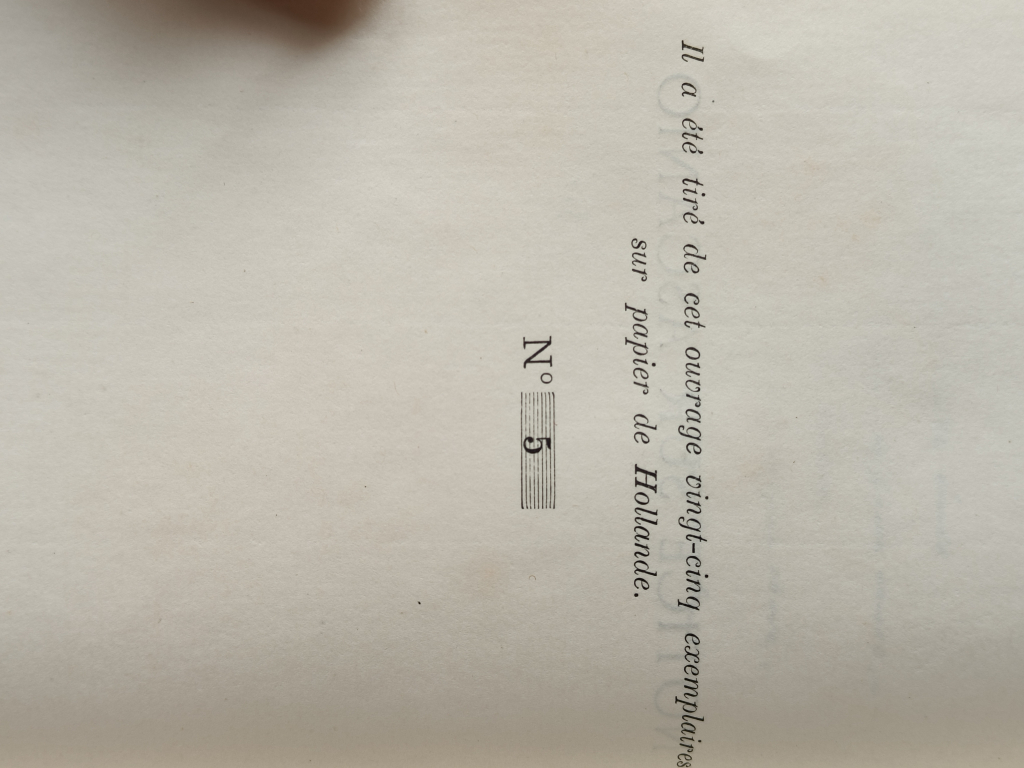 Il a été tiré de cet ouvrage vingt-cinq exemplaires
sur papier de Hollande.
N° 5